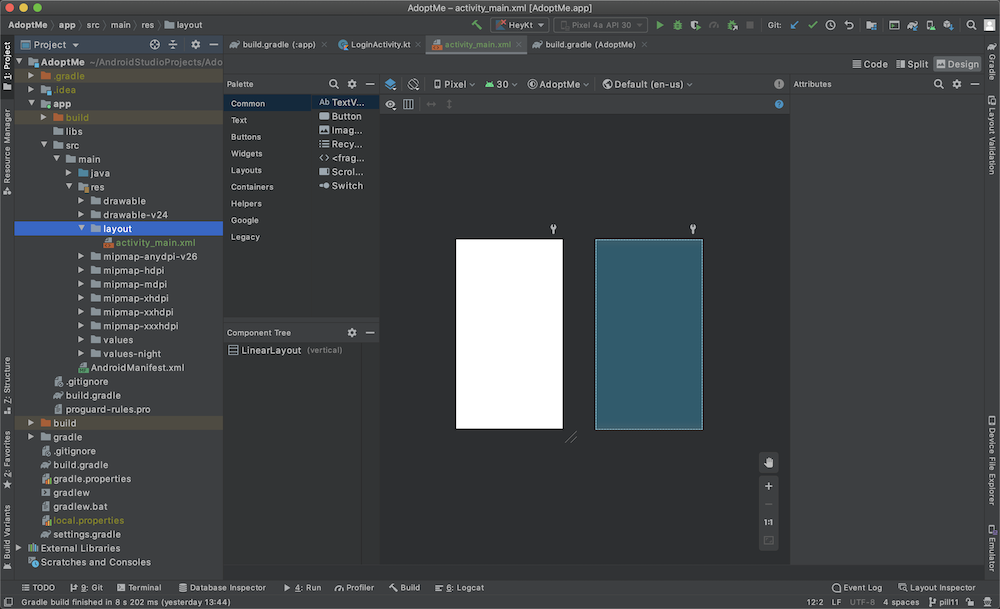 AdoptMe – activity_main.xml [AdoptMe.app]
AdoptMe app src main res layout
HeyKt Pixel 4a API 30 Git:
Project
build.gradle (:app) LoginActivity.kt activity_main.xml build.gradle (AdoptMe)
Code Split Design
AdoptMe ~/AndroidStudioProjects/Ado
.gradle
.idea
app
build
libs
src
main
java
res
drawable
drawable-v24
layout
activity_main.xml
mipmap-anydpi-v26
mipmap-hdpi
mipmap-mdpi
mipmap-xhdpi
mipmap-xxhdpi
mipmap-xxxhdpi
values
values-night
AndroidManifest.xml
.gitignore
build.gradle
proguard-rules.pro
build
gradle
.gitignore
build.gradle
gradle.properties
gradlew
gradlew.bat
local.properties
settings.gradle
External Libraries
Scratches and Consoles
1: Project
Resource Manager
Z: Structure
2: Favorites
Build Variants
Palette
Common
Text
Buttons
Widgets
Layouts
Containers
Helpers
Google
Legacy
Ab TextV...
Button
Imag...
Recy...
<> <frag...
Scrol...
Switch
Component Tree
LinearLayout (vertical)
Pixel 30 AdoptMe Default (en-us)
1:1
Attributes
Gradle
Layout Validation
Device File Explorer
Emulator
TODO 9: Git Terminal Database Inspector 4: Run Profiler Build 6: Logcat Event Log Layout Inspector
Gradle build finished in 8 s 202 ms (yesterday 13:44) 12:2 LF UTF-8 4 spaces pill11